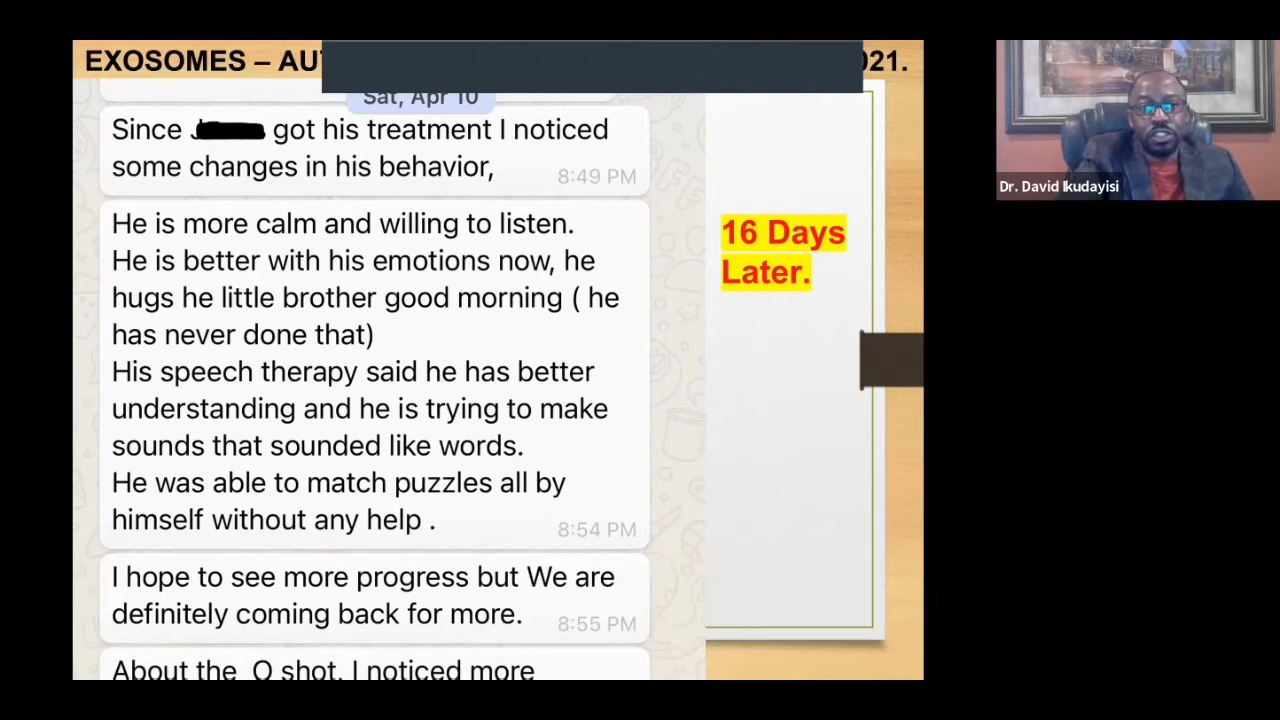 EXOSOMES – AU 021.
Sat, Apr 10
Since J got his treatment I noticed
some changes in his behavior,
8:49 PM
He is more calm and willing to listen.
He is better with his emotions now, he
hugs he little brother good morning ( he
has never done that)
His speech therapy said he has better
understanding and he is trying to make
sounds that sounded like words.
He was able to match puzzles all by
himself without any help .
8:54 PM
I hope to see more progress but We are
definitely coming back for more.
8:55 PM
About the O shot, I noticed more
16 Days
Later.
Dr. David Ikudayisi